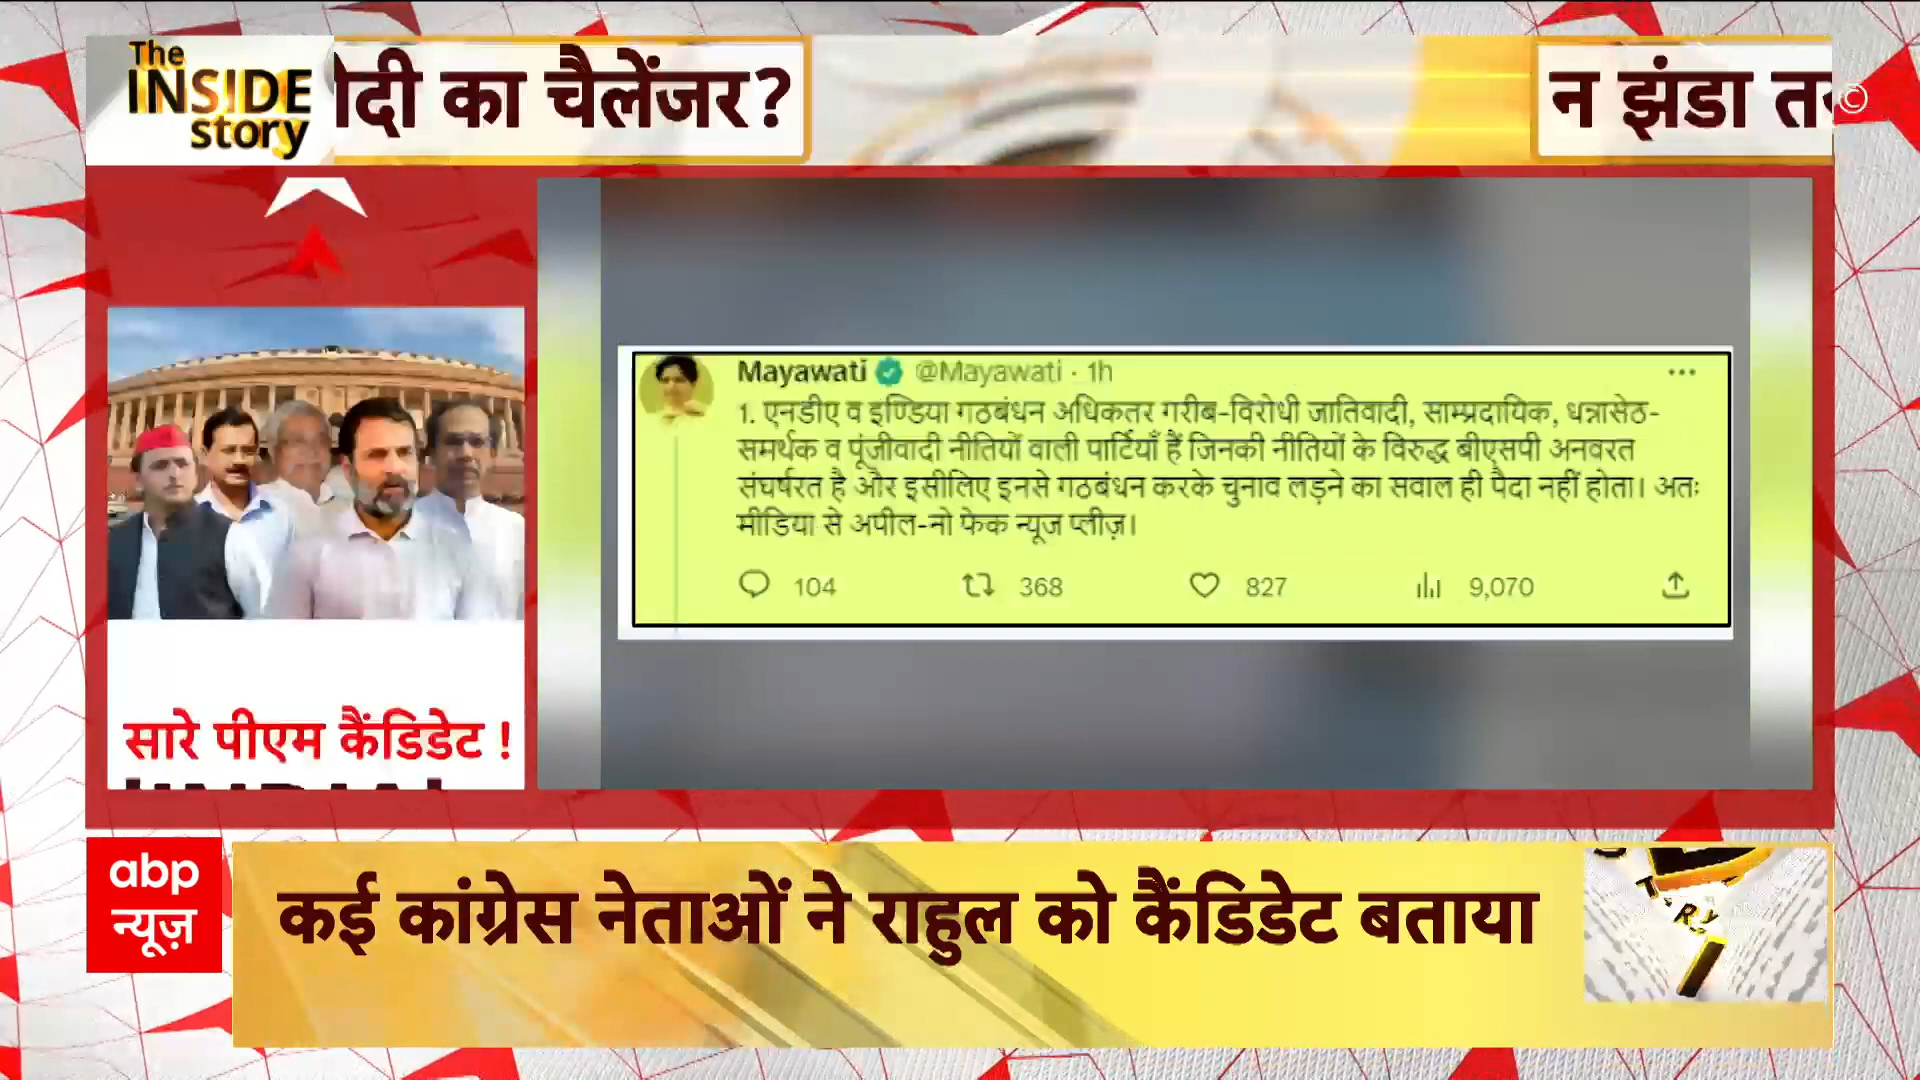 The
INSIDE
story
का चैलेंजर?
न झंडा
©
Mayawati @Mayawati · 1h
1. एनडीए व इण्डिया गठबंधन अधिकतर गरीब-विरोधी जातिवादी, साम्प्रदायिक, धन्नासेठ-
समर्थक व पूंजीवादी नीतियों वाली पार्टियाँ हैं जिनकी नीतियों के विरुद्ध बीएसपी अनवरत
संघर्षरत है और इसीलिए इनसे गठबंधन करके चुनाव लड़ने का सवाल ही पैदा नहीं होता। अतः
मीडिया से अपील-नो फेक न्यूज प्लीज़।
104 368 827 9,070
सारे पीएम कैंडिडेट !
abp
न्यूज़
कई कांग्रेस नेताओं ने राहुल को कैंडिडेट बताया